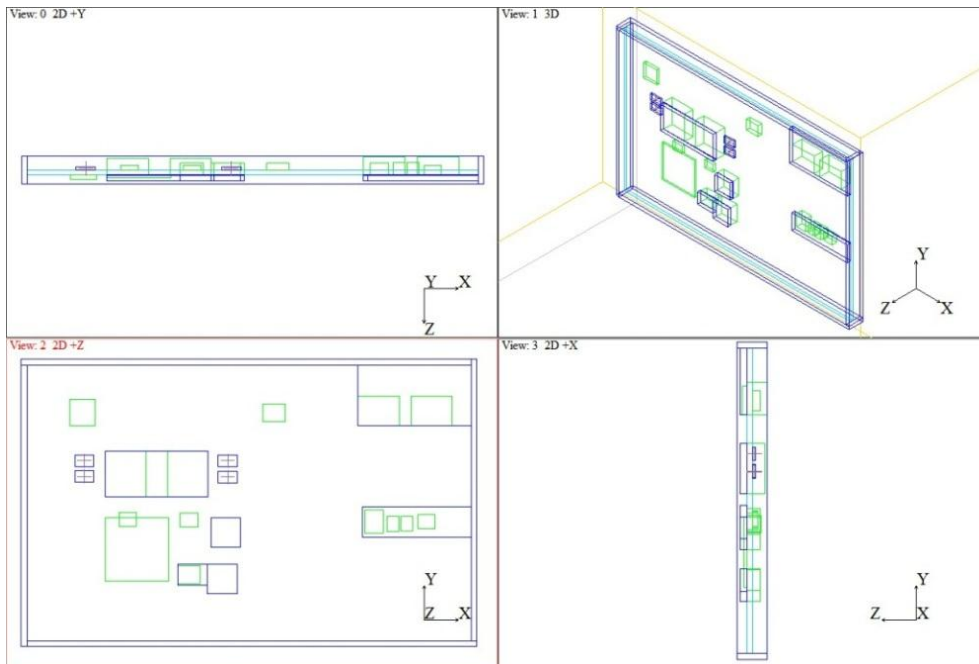 View: 0 2D +Y
Y X
Z
View: 1 3D
Y
Z X
View: 2 2D +Z
Y
Z X
View: 3 2D +X
Y
Z X